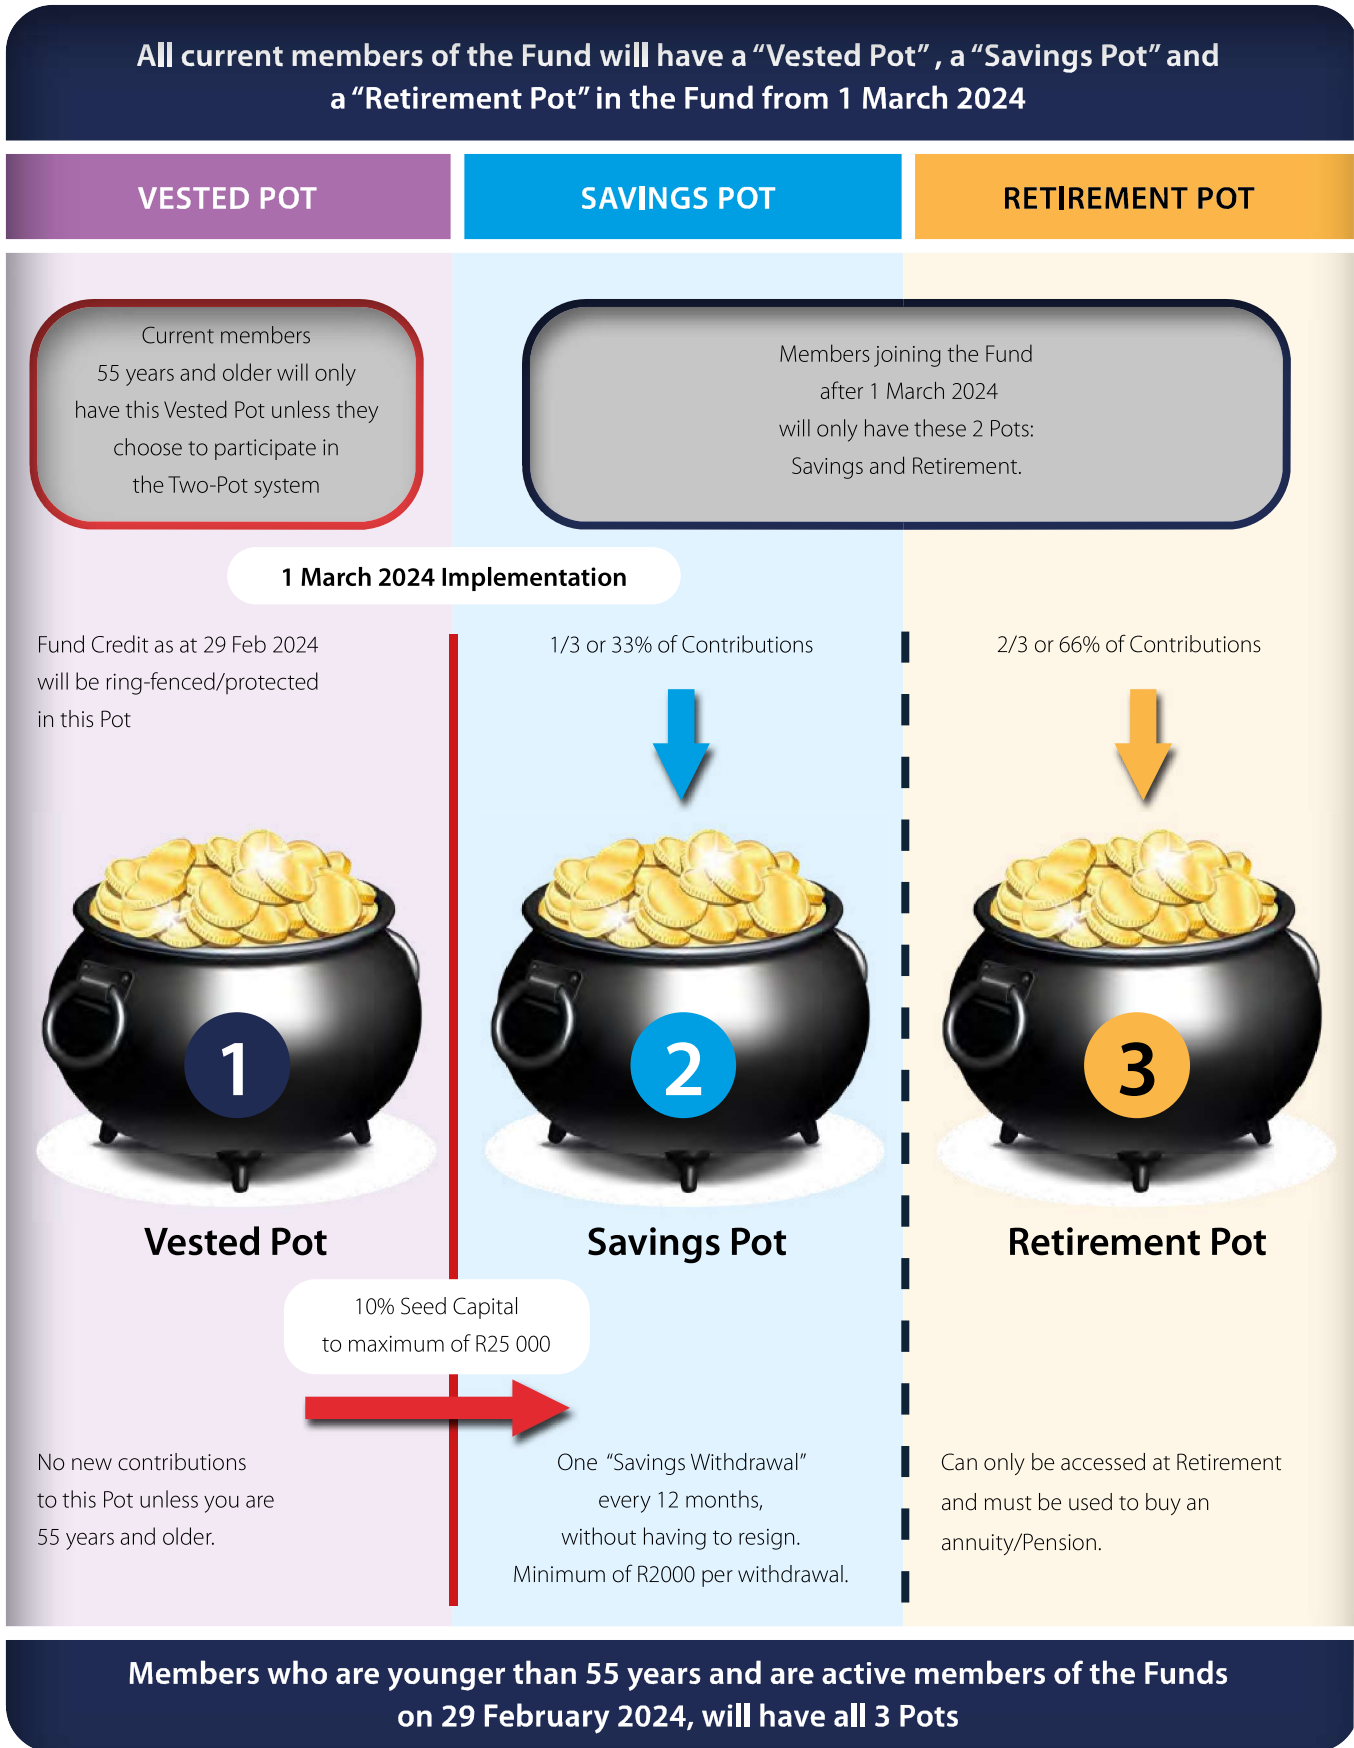 All current members of the Fund will have a “Vested Pot” , a “Savings Pot” and
a “Retirement Pot” in the Fund from 1 March 2024
VESTED POT
SAVINGS POT
RETIREMENT POT
Current members
55 years and older will only
have this Vested Pot unless they
choose to participate in
the Two-Pot system
Members joining the Fund
after 1 March 2024
will only have these 2 Pots:
Savings and Retirement.
1 March 2024 Implementation
Fund Credit as at 29 Feb 2024
will be ring-fenced/protected
in this Pot
1/3 or 33% of Contributions
2/3 or 66% of Contributions
1
2
3
Vested Pot
Savings Pot
Retirement Pot
10% Seed Capital
to maximum of R25 000
No new contributions
to this Pot unless you are
55 years and older.
One “Savings Withdrawal”
every 12 months,
without having to resign.
Minimum of R2000 per withdrawal.
Can only be accessed at Retirement
and must be used to buy an
annuity/Pension.
Members who are younger than 55 years and are active members of the Funds
on 29 February 2024, will have all 3 Pots